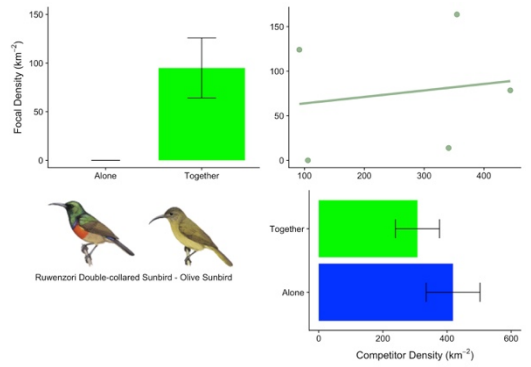 150
100
50
0
Focal Density (km⁻²)
Alone Together
150
100
50
0
100 200 300 400
Ruwenzori Double-collared Sunbird - Olive Sunbird
Together
Alone
0 200 400 600
Competitor Density (km⁻²)